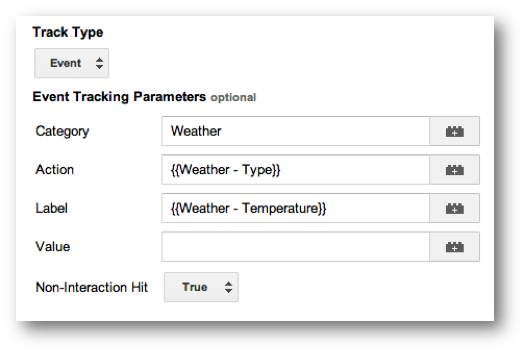 Track Type
Event
Event Tracking Parameters optional
Category Weather
Action {{Weather - Type}}
Label {{Weather - Temperature}}
Value
Non-Interaction Hit True